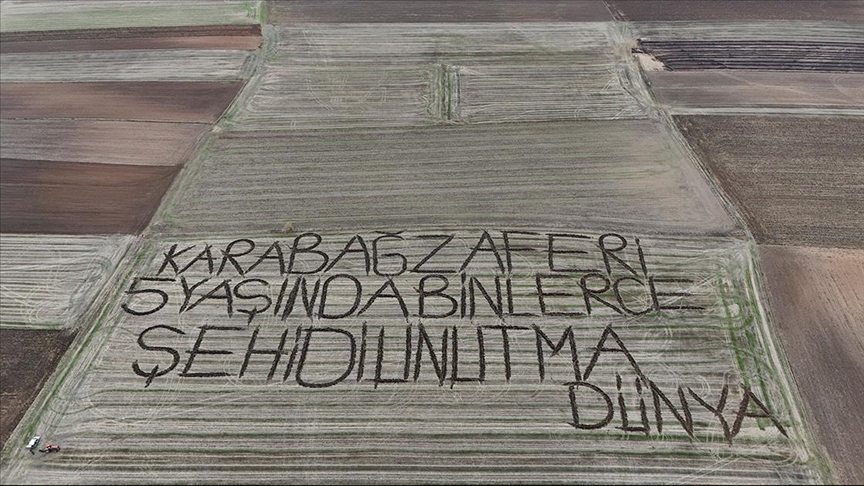 KARABAĞ ZAFERİ
5 YAŞINDA BİNLERCE
ŞEHİDİ UNUTMA
DÜNYA